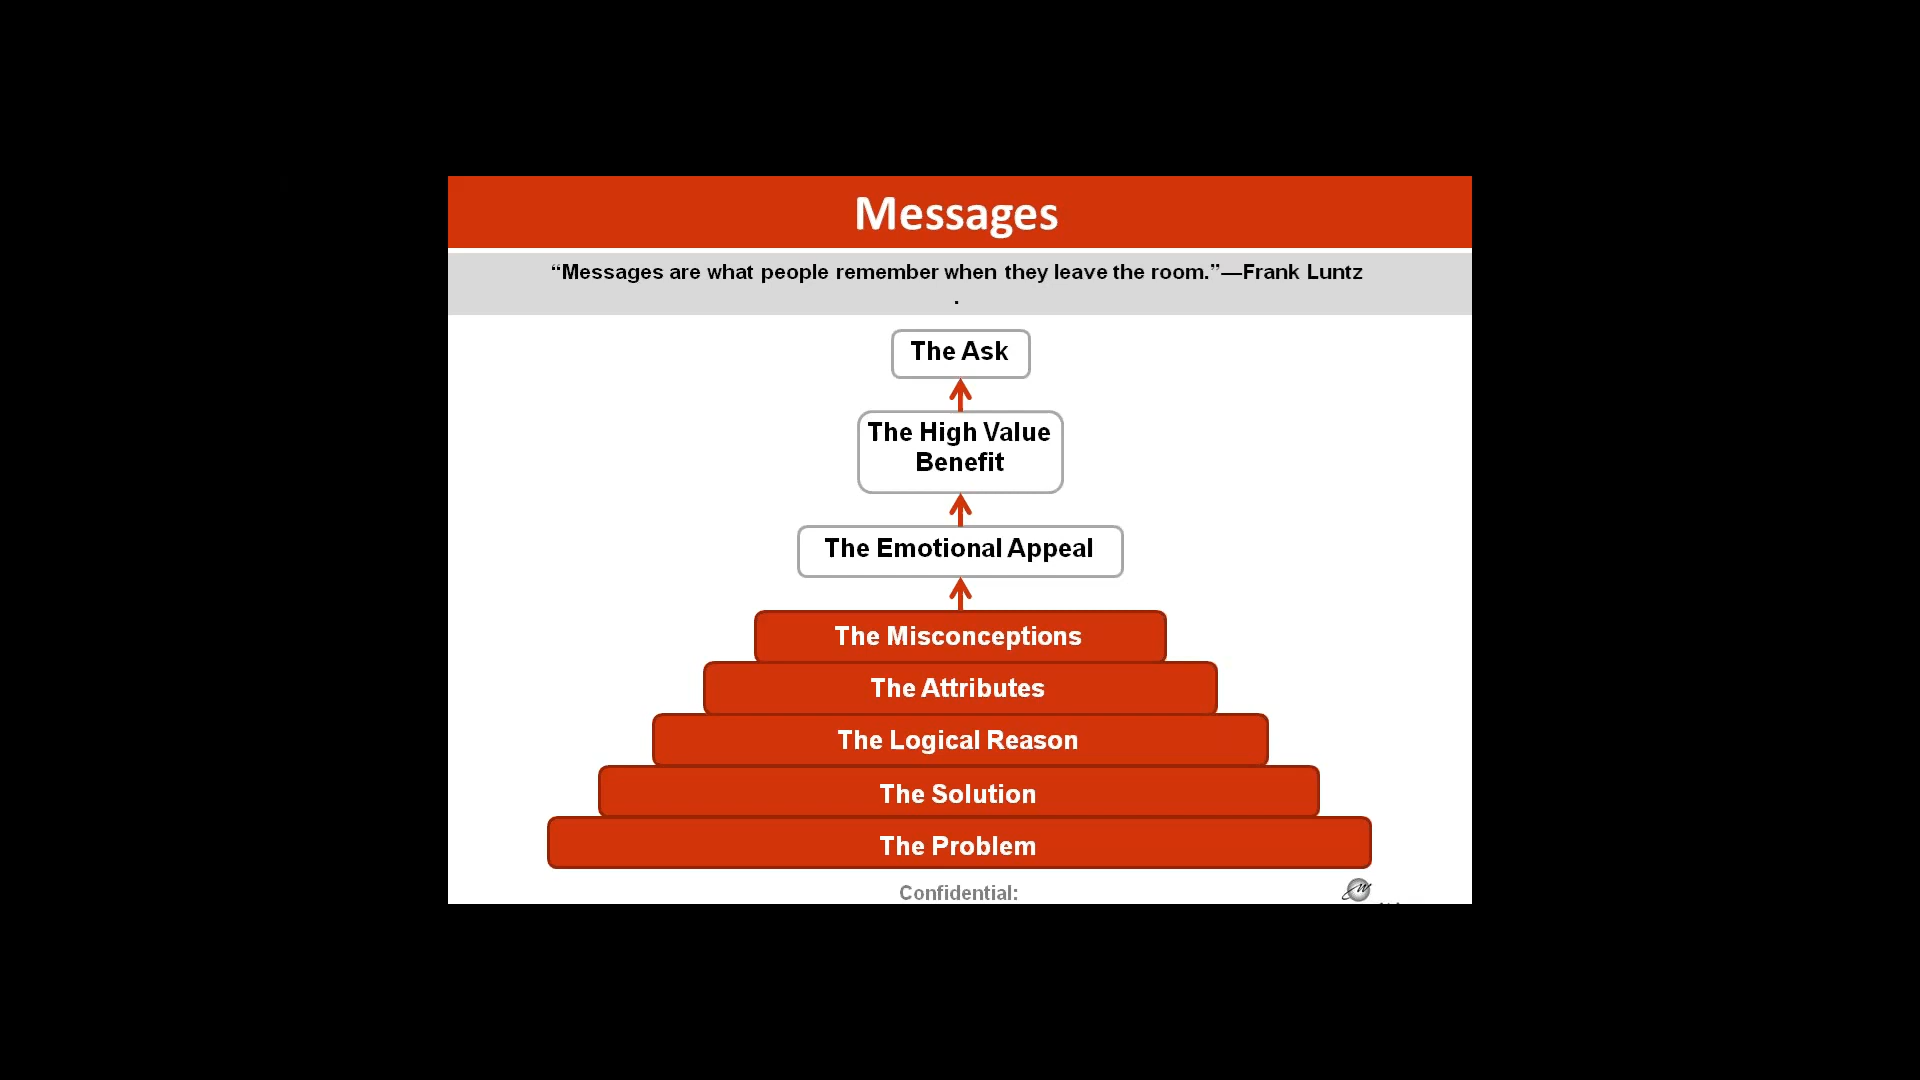 Messages
“Messages are what people remember when they leave the room.”—Frank Luntz
.
The Ask
The High Value
Benefit
The Emotional Appeal
The Misconceptions
The Attributes
The Logical Reason
The Solution
The Problem
Confidential: